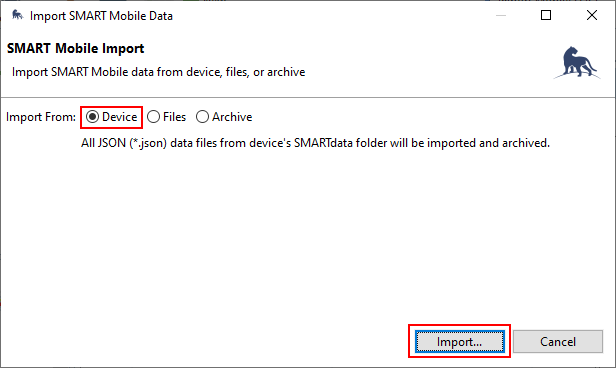 Import SMART Mobile Data
SMART Mobile Import
Import SMART Mobile data from device, files, or archive
Import From: Device Files Archive
All JSON (*.json) data files from device's SMARTdata folder will be imported and archived.
Import... Cancel